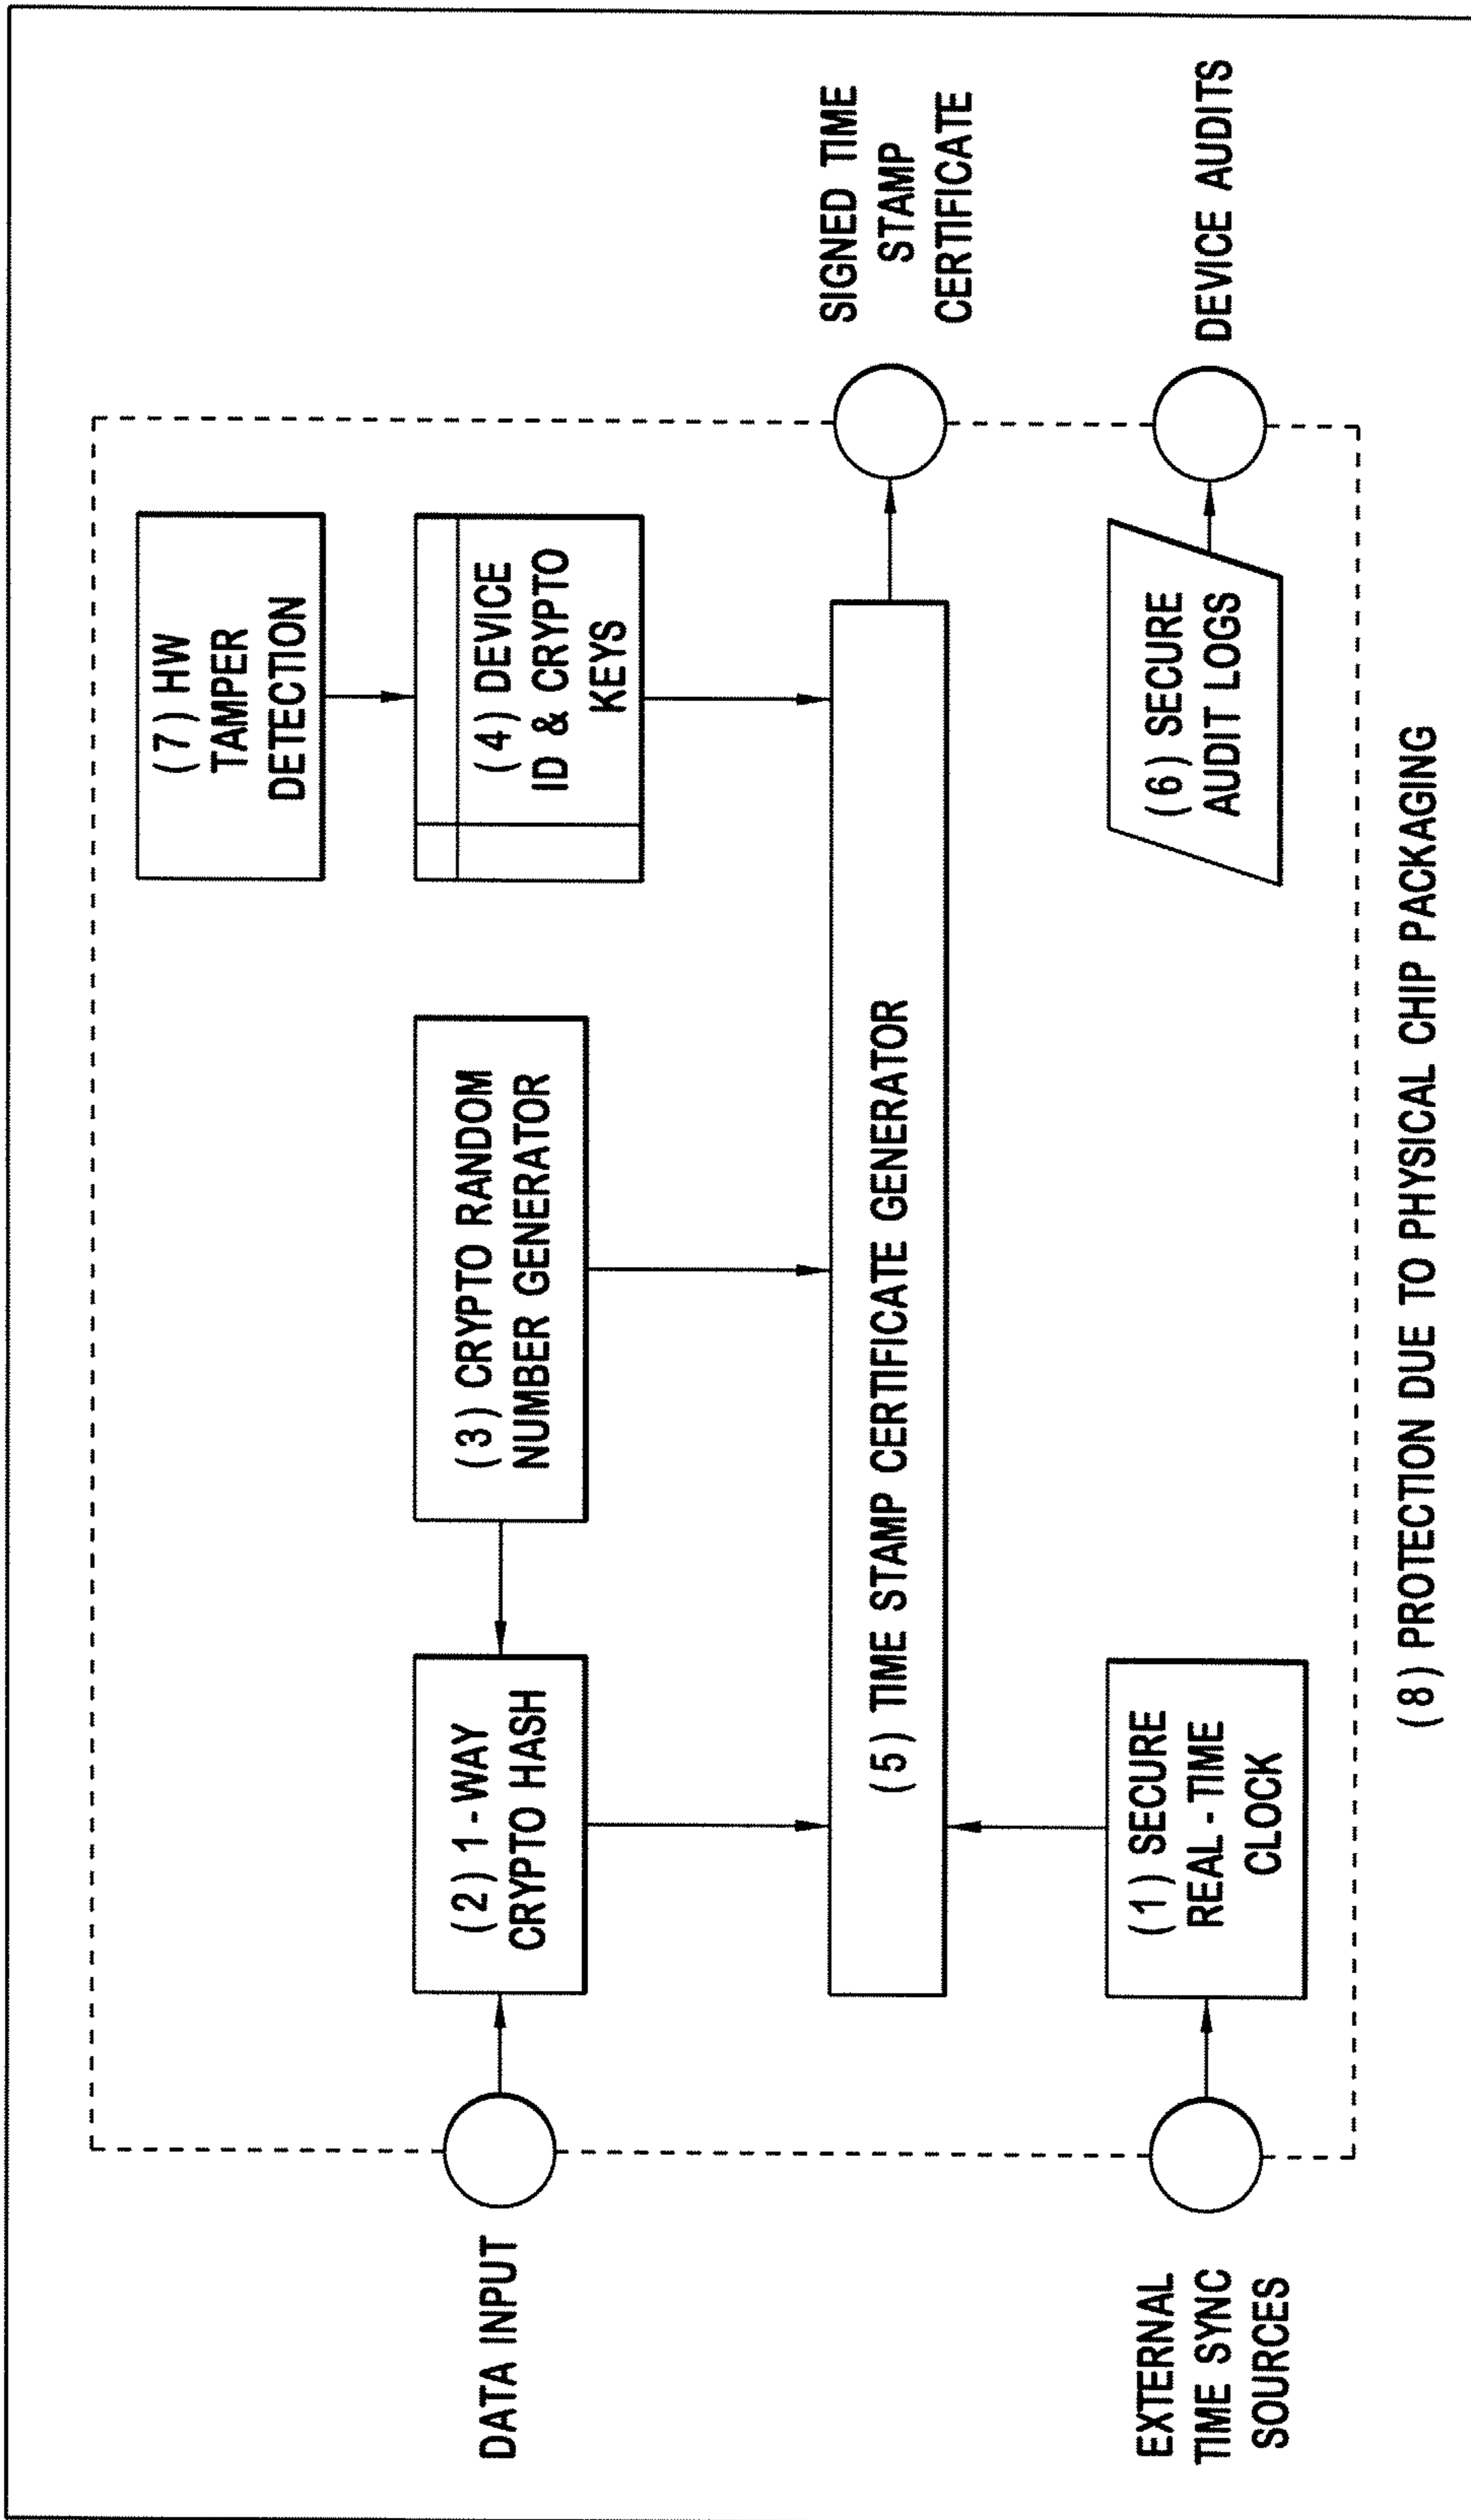 (7) HW
TAMPER
DETECTION
(2) 1-WAY
CRYPTO HASH
(3) CRYPTO RANDOM
NUMBER GENERATOR
(4) DEVICE
ID & CRYPTO
KEYS
DATA INPUT
(5) TIME STAMP CERTIFICATE GENERATOR
SIGNED TIME
STAMP
CERTIFICATE
EXTERNAL
TIME SYNC
SOURCES
(1) SECURE
REAL-TIME
CLOCK
(6) SECURE
AUDIT LOGS
DEVICE AUDITS
(8) PROTECTION DUE TO PHYSICAL CHIP PACKAGING